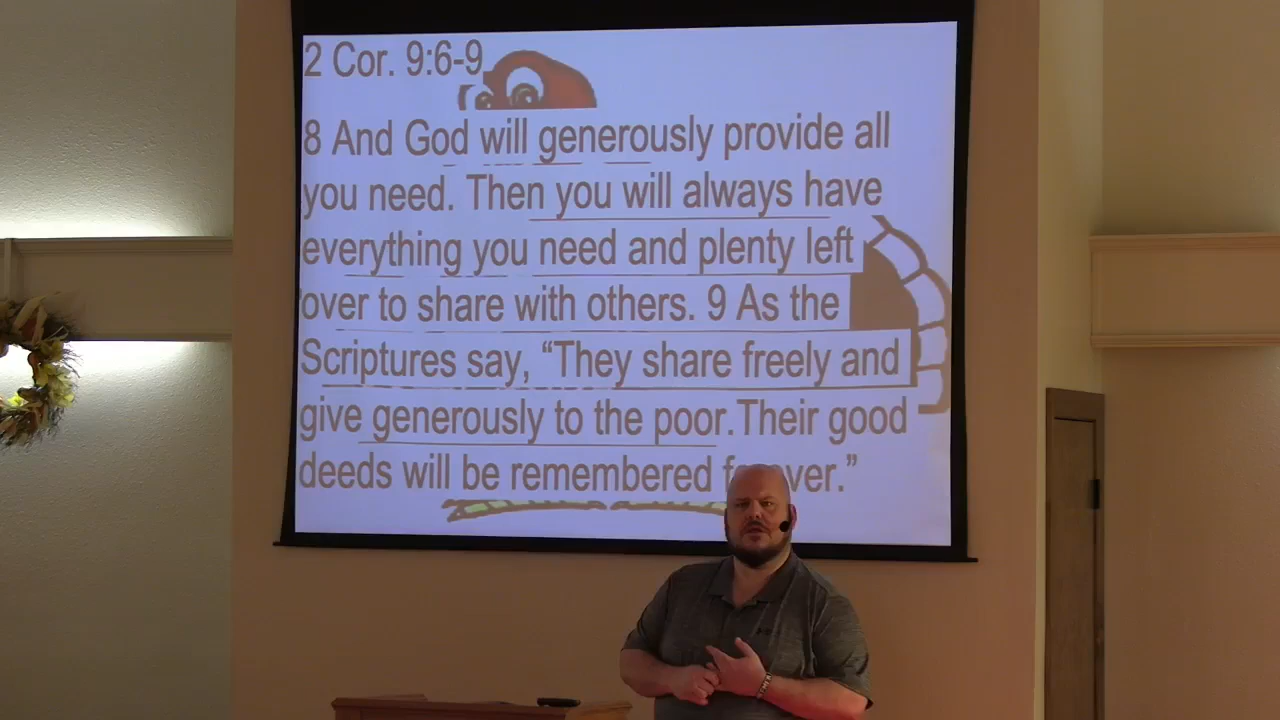 2 Cor. 9:6-9
8 And God will generously provide all
you need. Then you will always have
everything you need and plenty left
over to share with others. 9 As the
Scriptures say, “They share freely and
give generously to the poor.Their good
deeds will be remembered forever.”